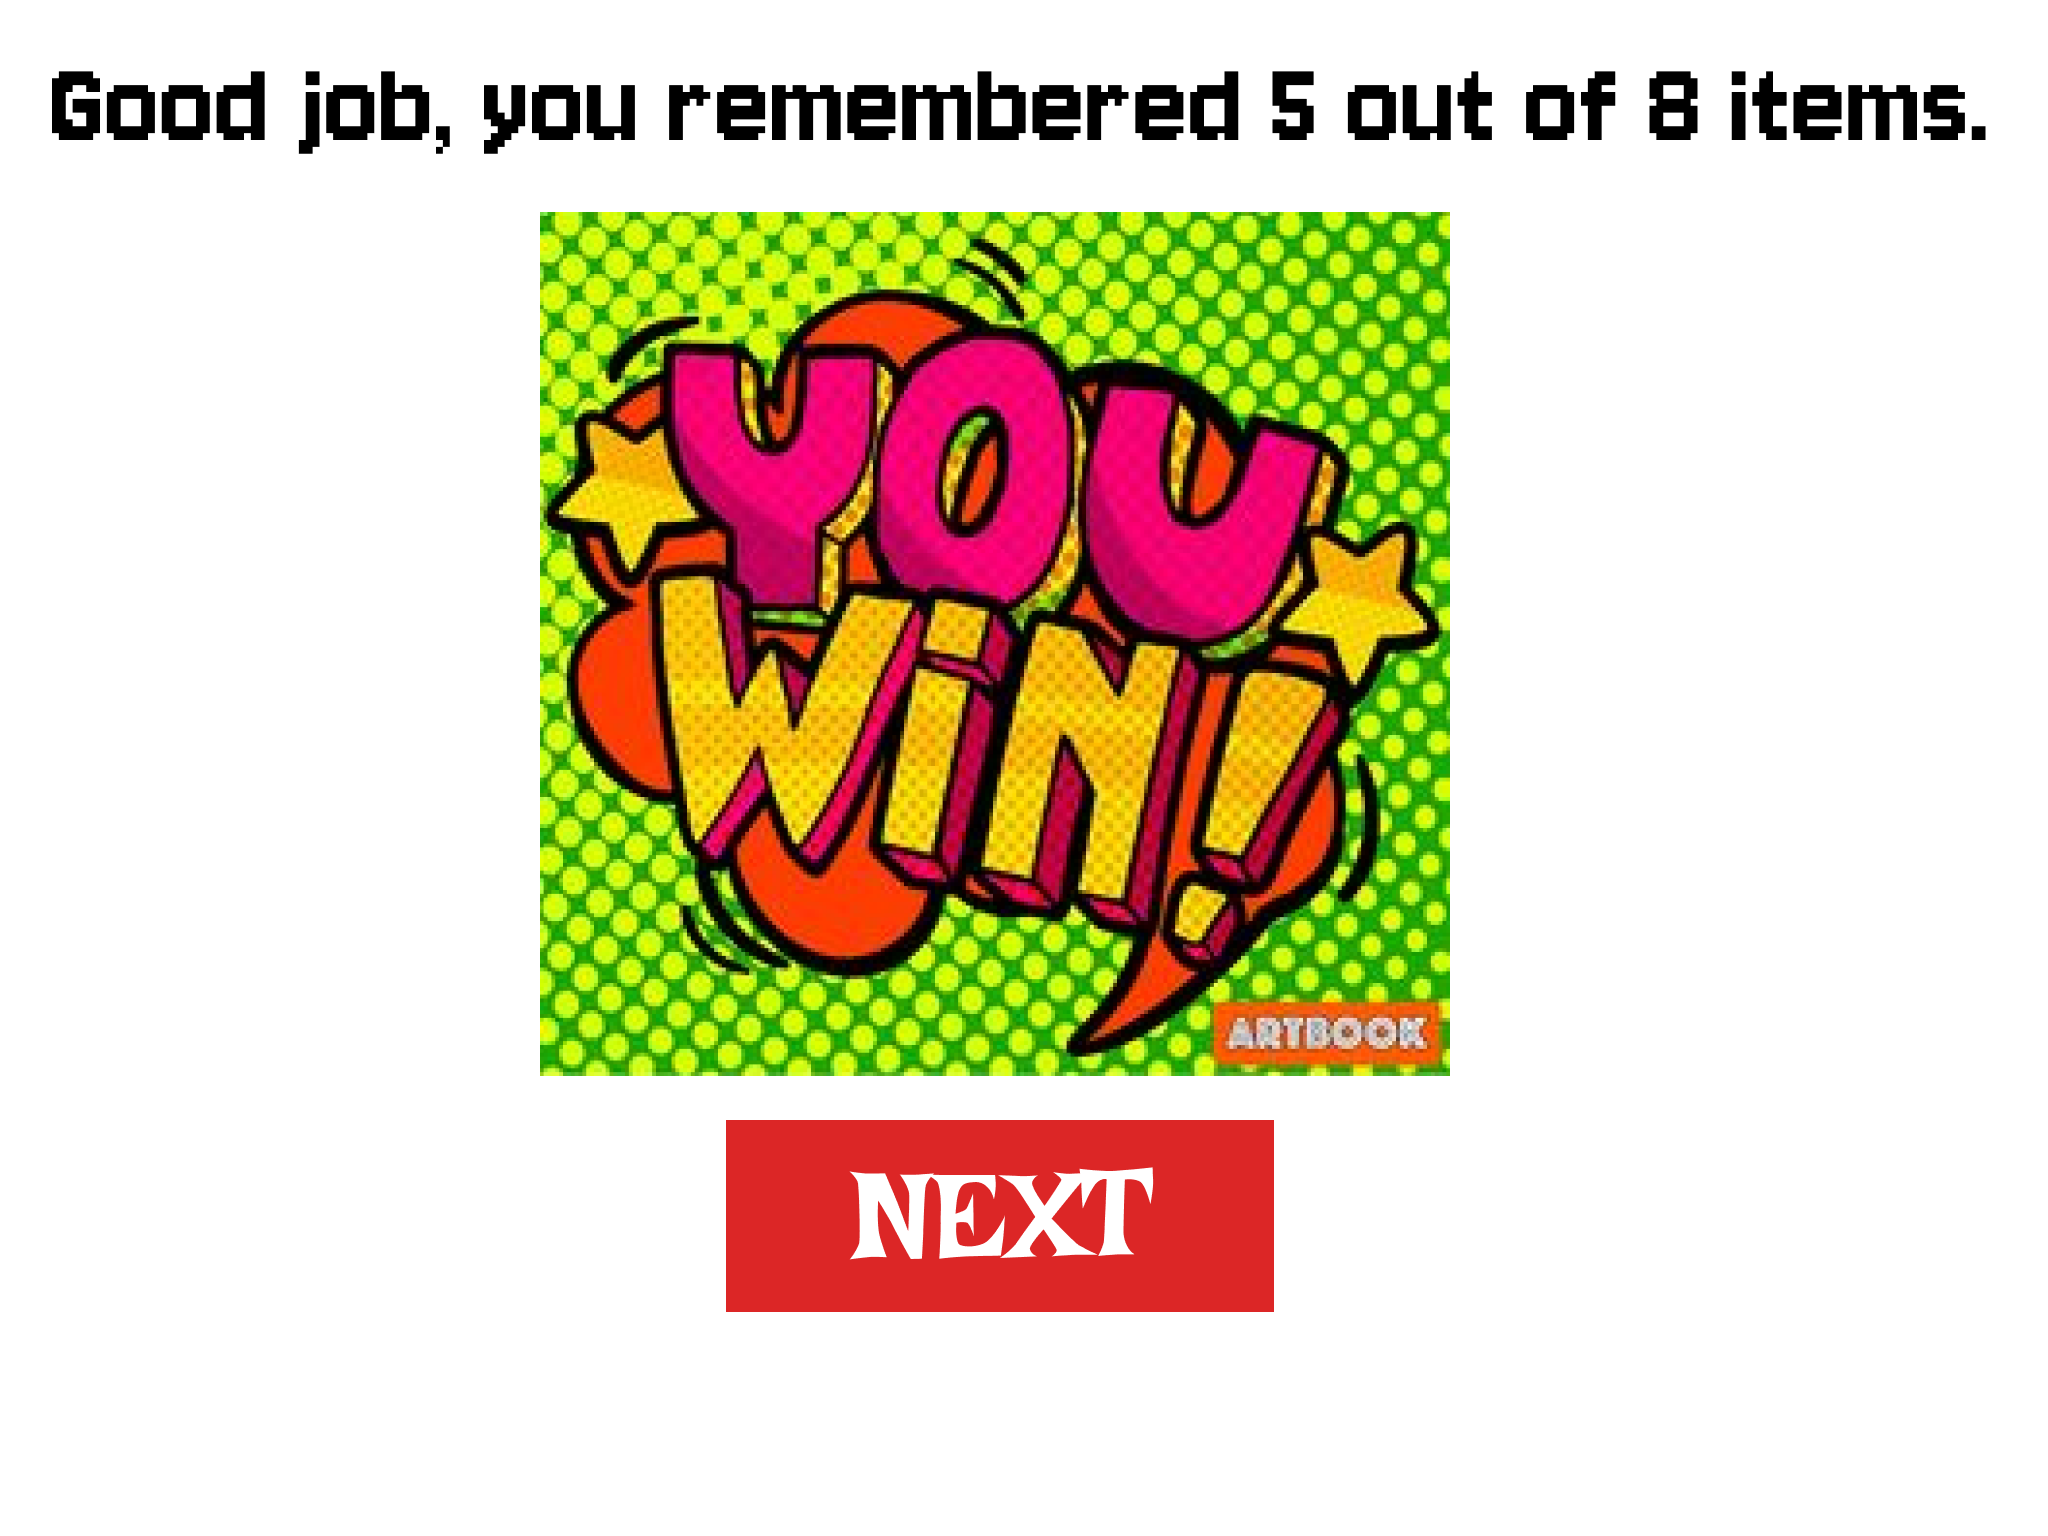 Good job, you remembered 5 out of 8 items.
YOU
WiN!
ARTBOOK
NEXT